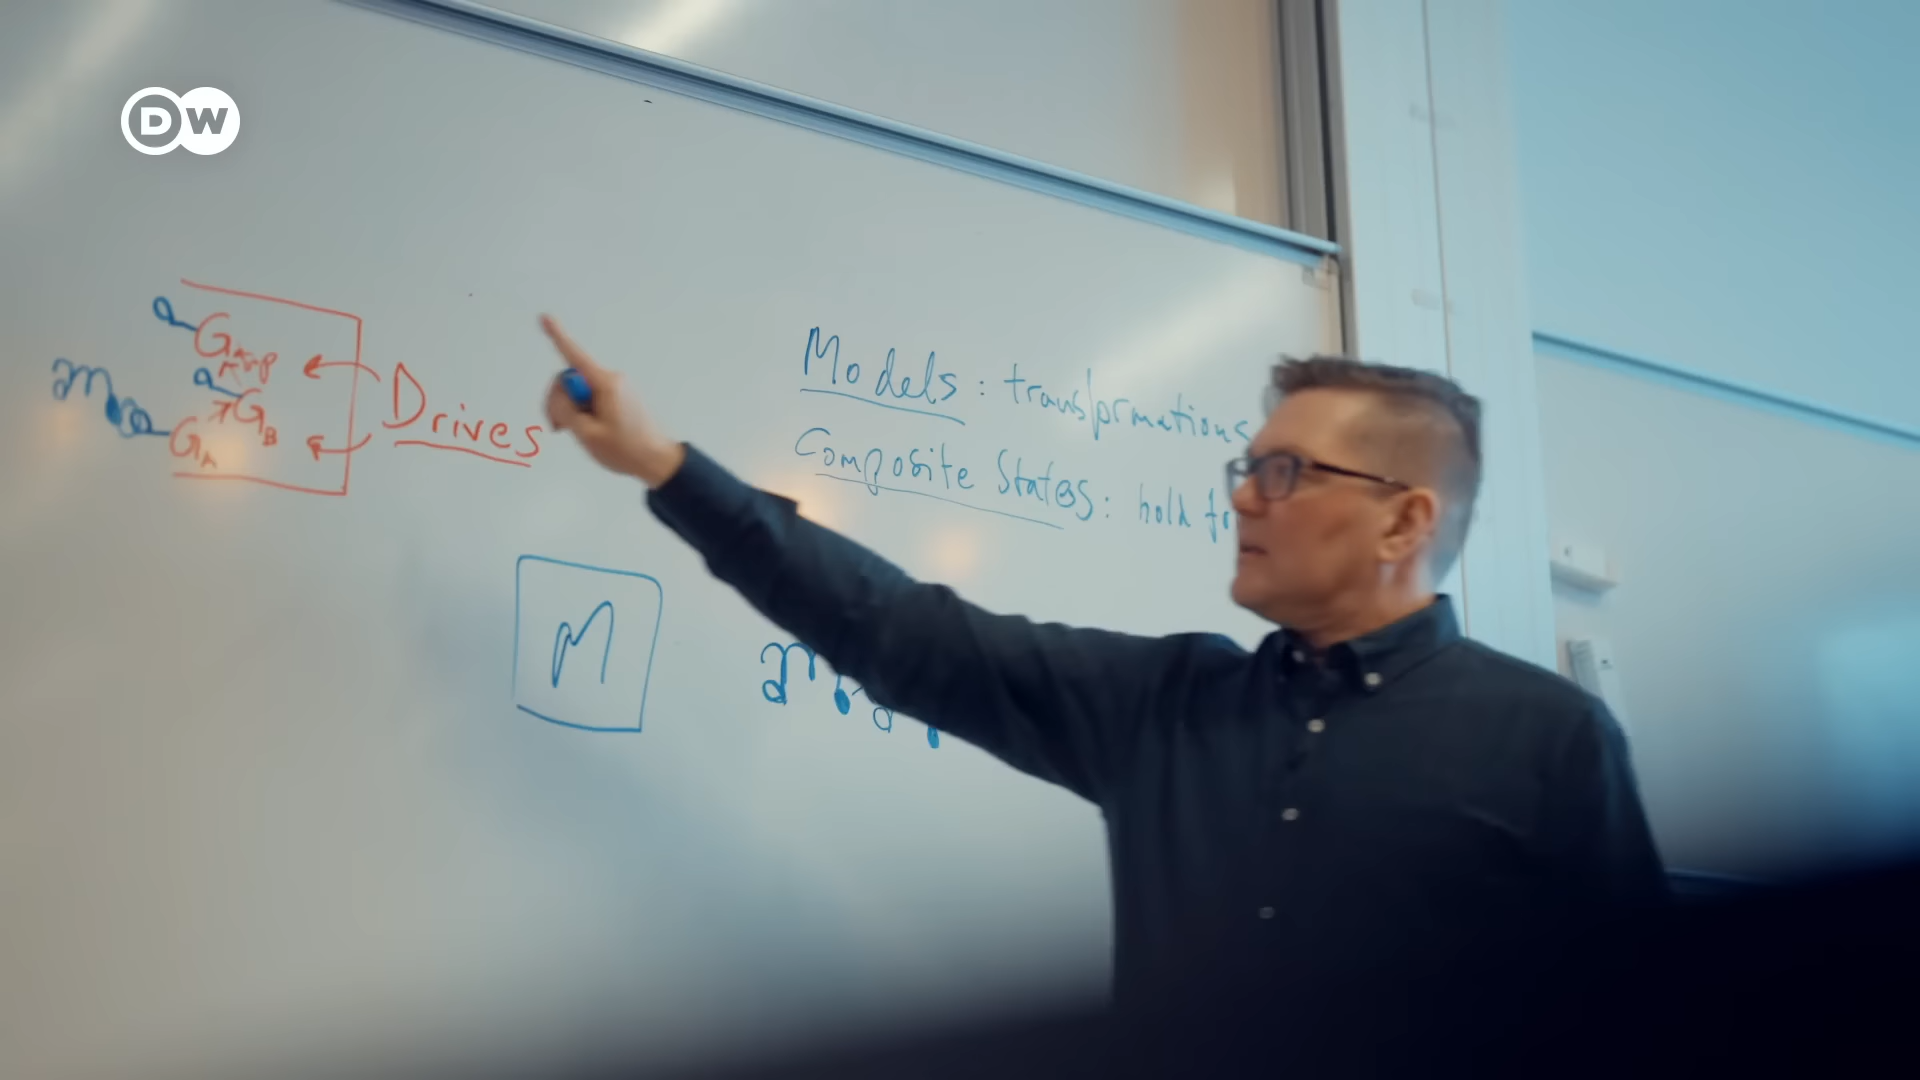 DW
G
Drives
G_B
G_A
Models: transformations
Composite States: hold
M